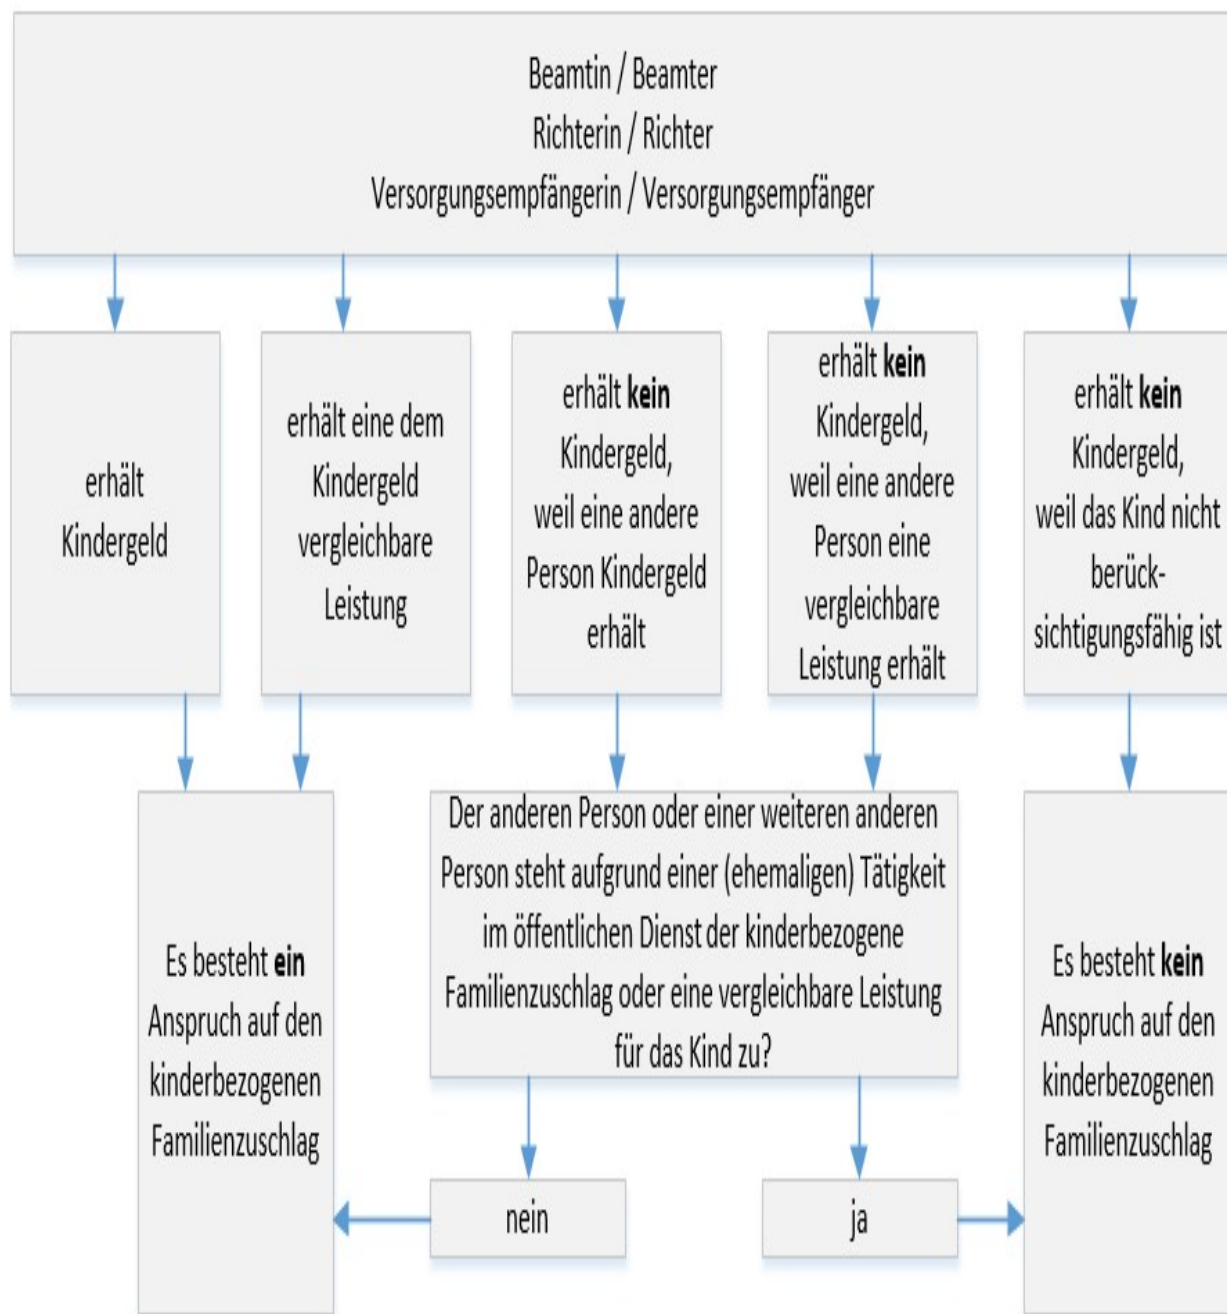 Beamtin / Beamter
Richterin / Richter
Versorgungsempfängerin / Versorgungsempfänger
erhält
Kindergeld
erhält eine dem
Kindergeld
vergleichbare
Leistung
erhält kein
Kindergeld,
weil eine andere
Person Kindergeld
erhält
erhält kein
Kindergeld,
weil eine andere
Person eine
vergleichbare
Leistung erhält
erhält kein
Kindergeld,
weil das Kind nicht
berück-
sichtigungsfähig ist
Es besteht ein
Anspruch auf den
kinderbezogenen
Familienzuschlag
Der anderen Person oder einer weiteren anderen
Person steht aufgrund einer (ehemaligen) Tätigkeit
im öffentlichen Dienst der kinderbezogene
Familienzuschlag oder eine vergleichbare Leistung
für das Kind zu?
Es besteht kein
Anspruch auf den
kinderbezogenen
Familienzuschlag
nein
ja